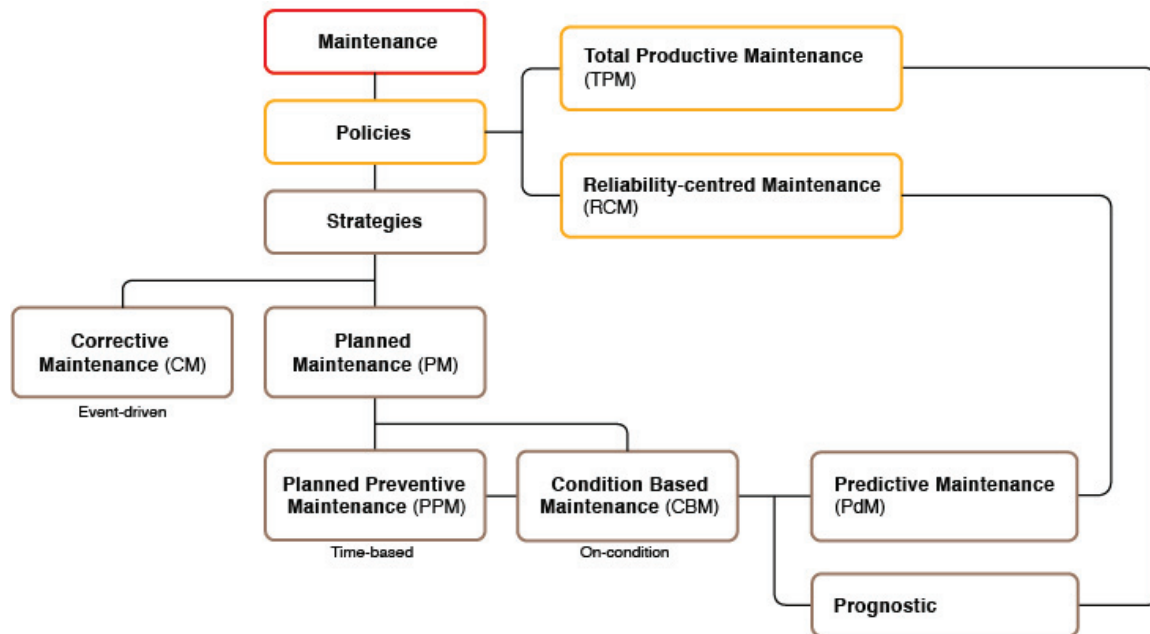 Maintenance
Policies
Total Productive Maintenance
(TPM)
Reliability-centred Maintenance
(RCM)
Strategies
Corrective
Maintenance (CM)
Event-driven
Planned
Maintenance (PM)
Planned Preventive
Maintenance (PPM)
Time-based
Condition Based
Maintenance (CBM)
On-condition
Predictive Maintenance
(PdM)
Prognostic